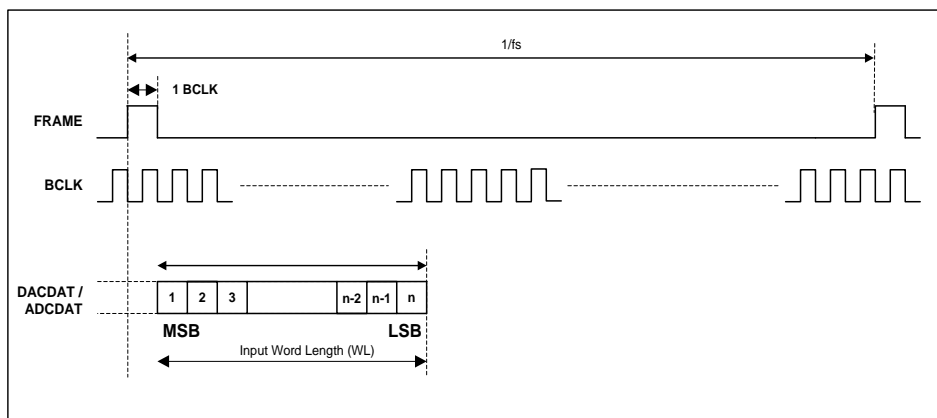 1/fs
1 BCLK
FRAME
BCLK
DACDAT /
ADCDAT
1 2 3 n-2 n-1 n
MSB LSB
Input Word Length (WL)